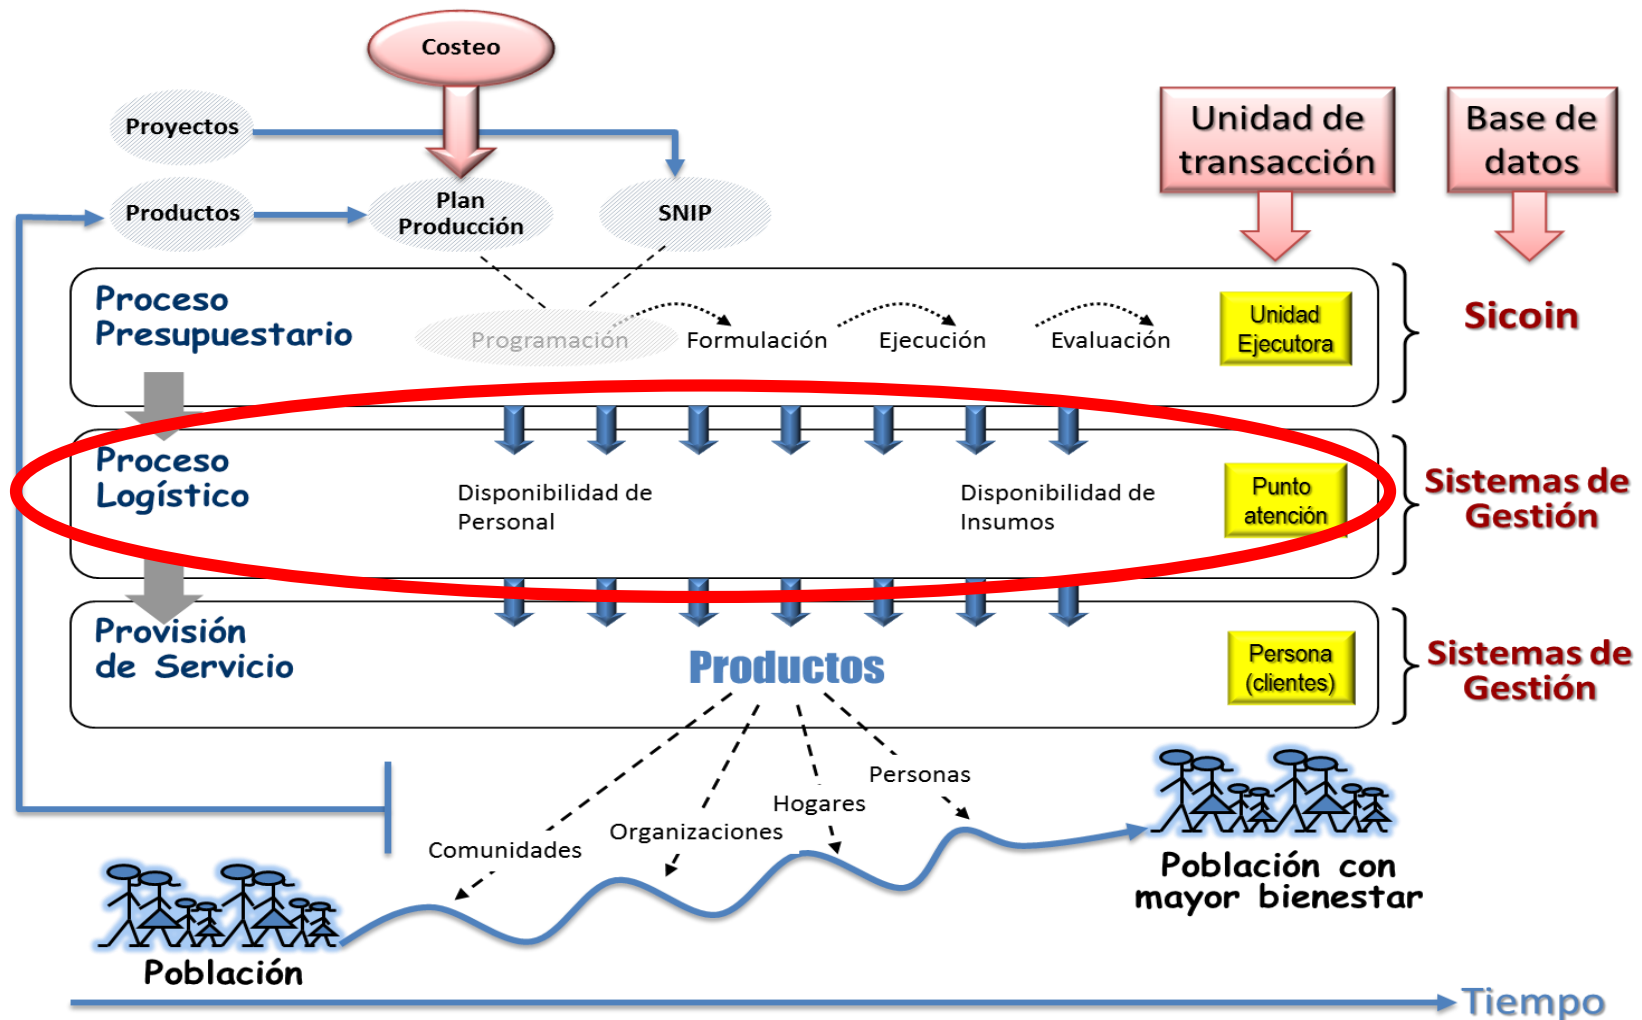 Costeo
Proyectos
Productos
Plan
Producción
SNIP
Unidad de
transacción
Base de
datos
Proceso
Presupuestario
Programación
Formulación
Ejecución
Evaluación
Unidad
Ejecutora
Sicoin
Proceso
Logístico
Disponibilidad de
Personal
Disponibilidad de
Insumos
Punto
atención
Sistemas de
Gestión
Provisión
de Servicio
Productos
Persona
(clientes)
Sistemas de
Gestión
Comunidades
Organizaciones
Hogares
Personas
Población
Población con
mayor bienestar
Tiempo